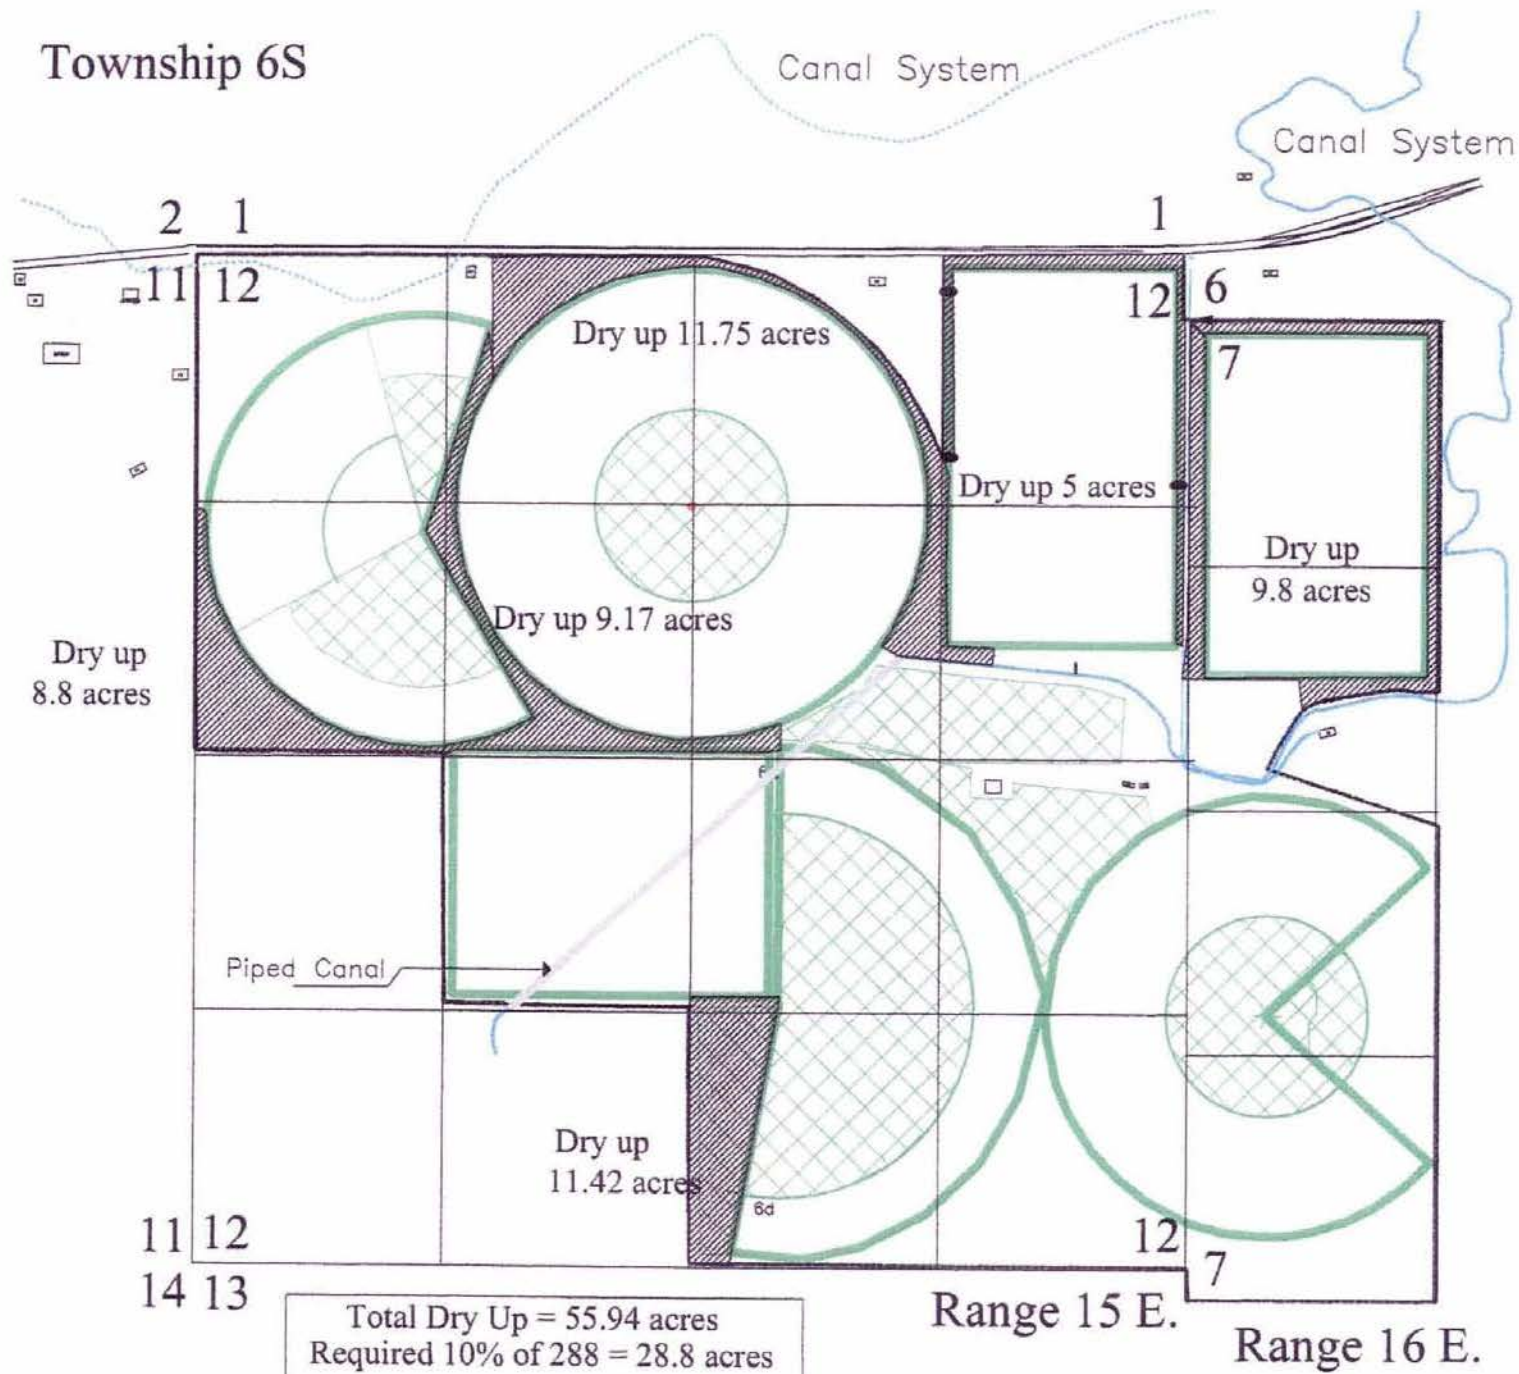 Township 6S
Canal System
Canal System
2 1
1
11 12
12 6
7
Dry up 11.75 acres
Dry up 5 acres
Dry up
9.8 acres
Dry up 9.17 acres
Dry up
8.8 acres
Piped Canal
Dry up
11.42 acres
6d
11 12
12
7
14 13
Range 15 E.
Range 16 E.
Total Dry Up = 55.94 acres
Required 10% of 288 = 28.8 acres